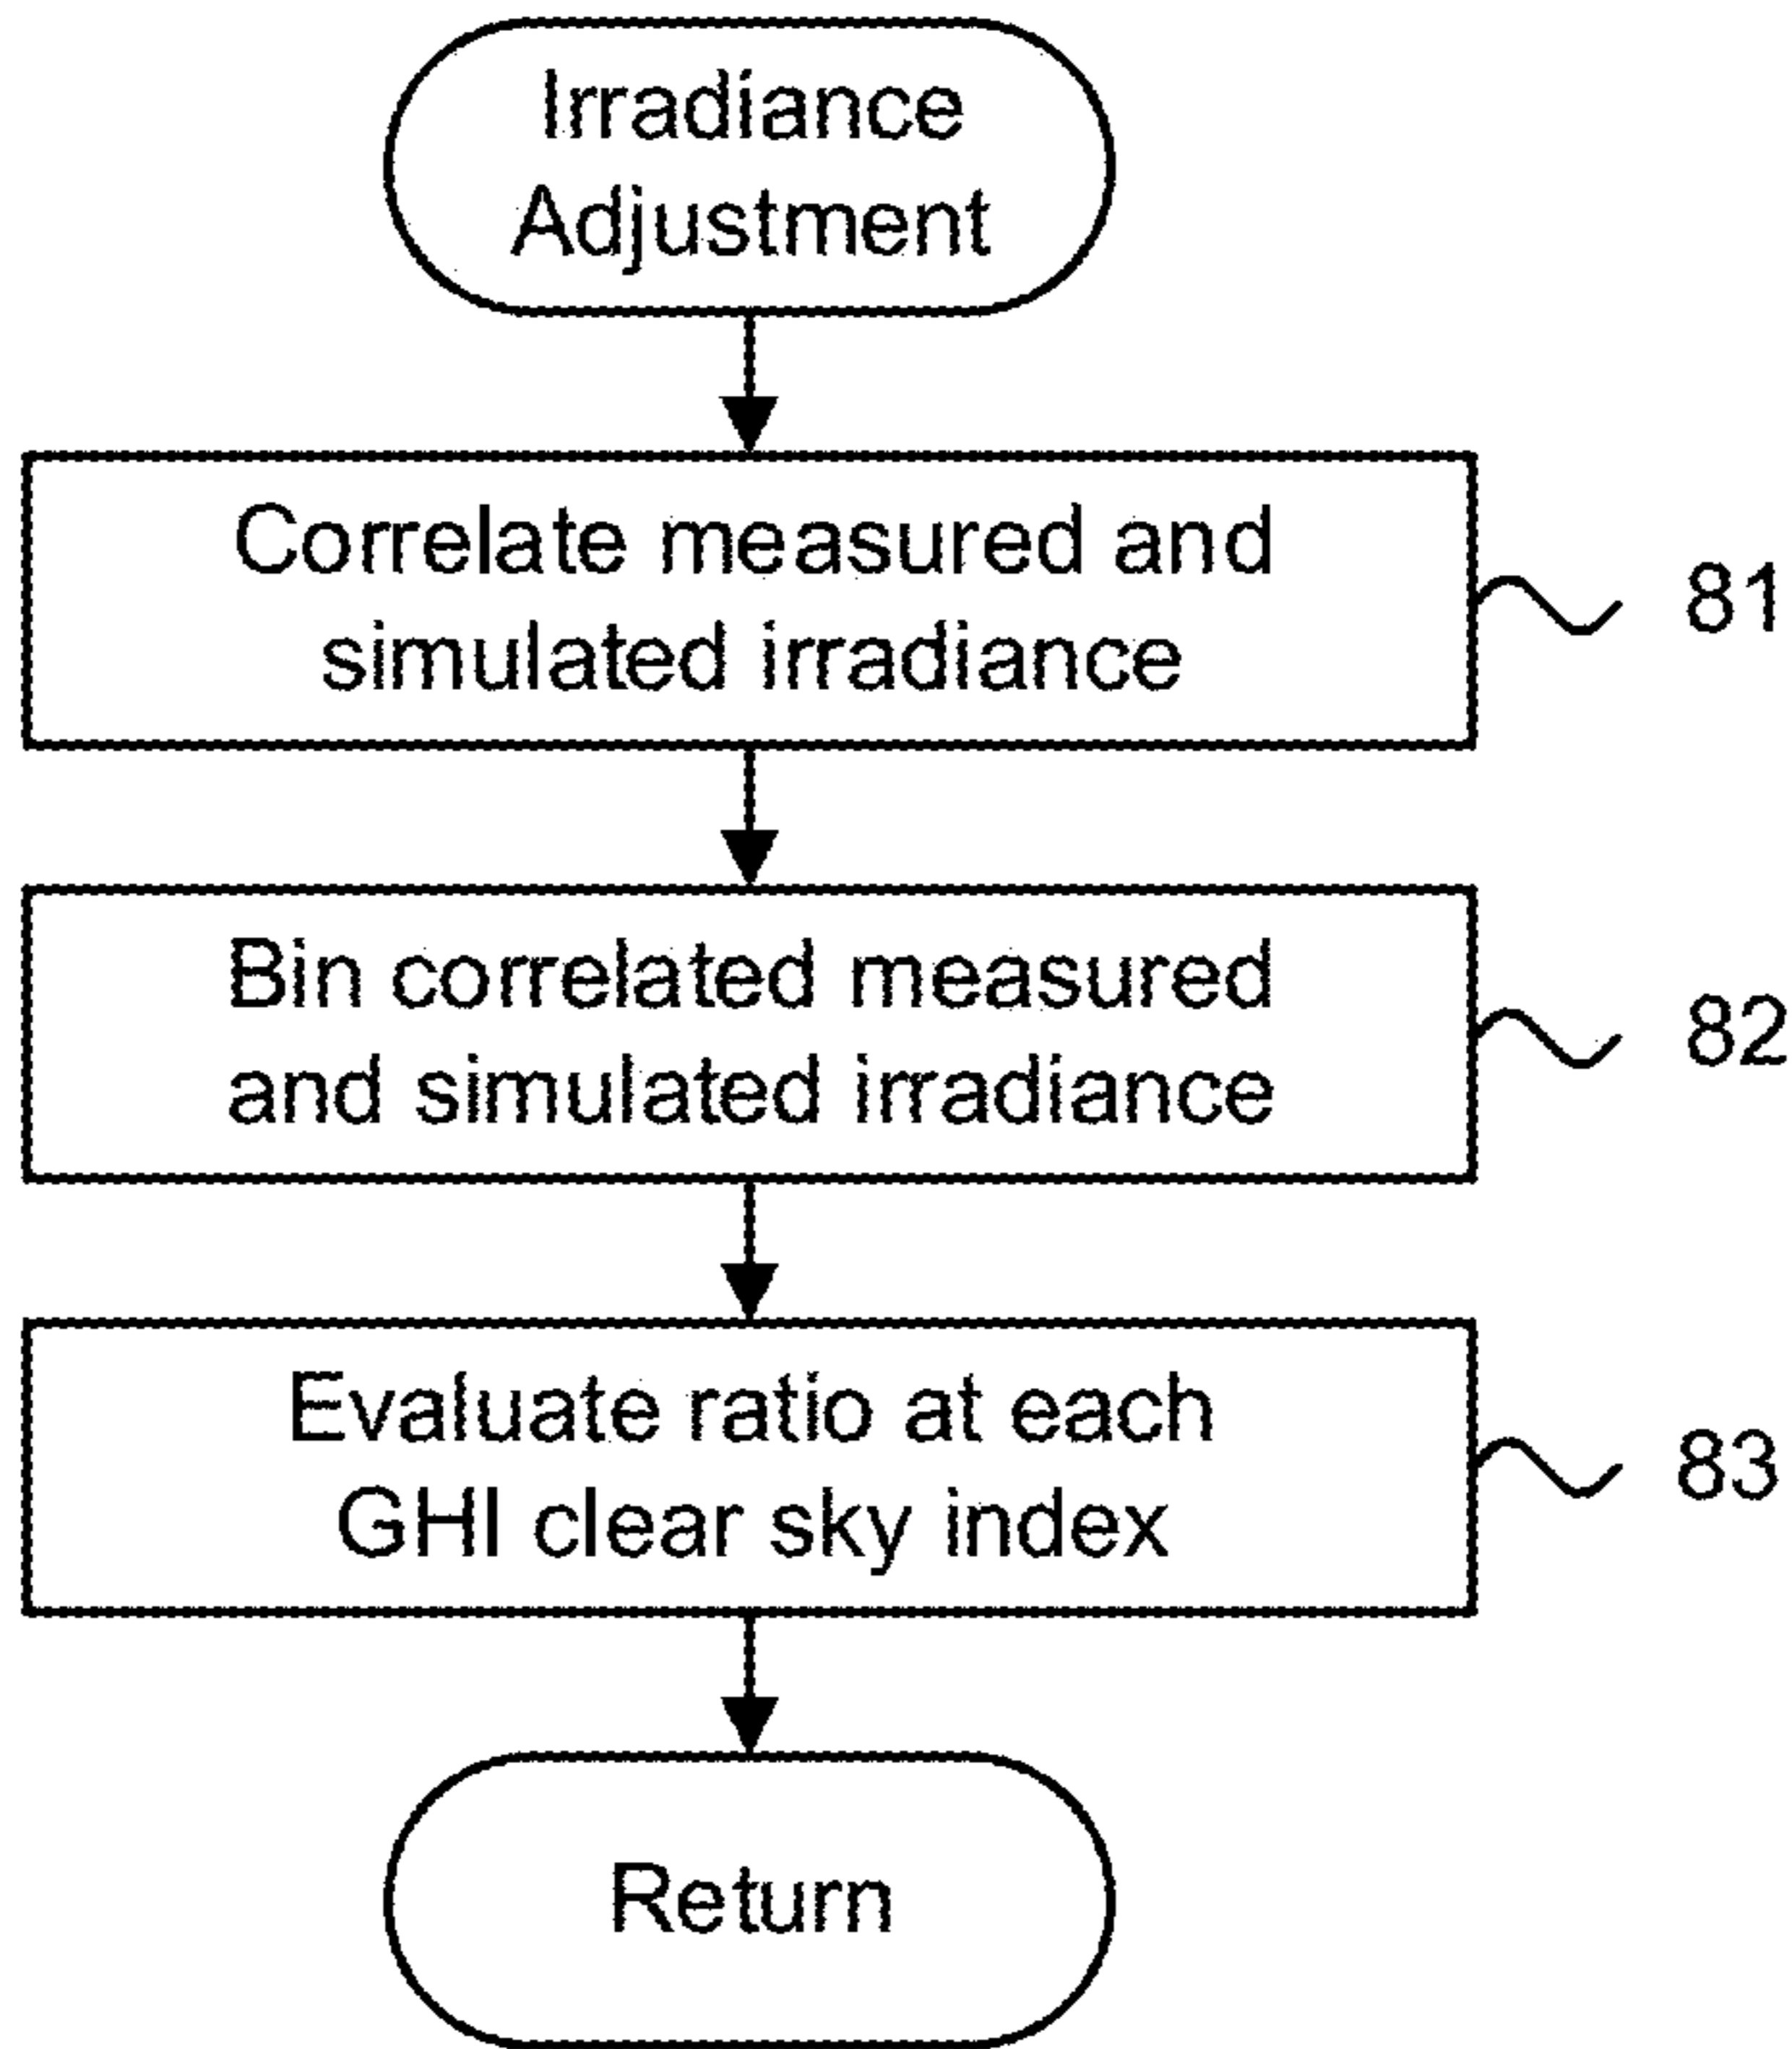 Irradiance
Adjustment
Correlate measured and
simulated irradiance
81
Bin correlated measured
and simulated irradiance
82
Evaluate ratio at each
GHI clear sky index
83
Return